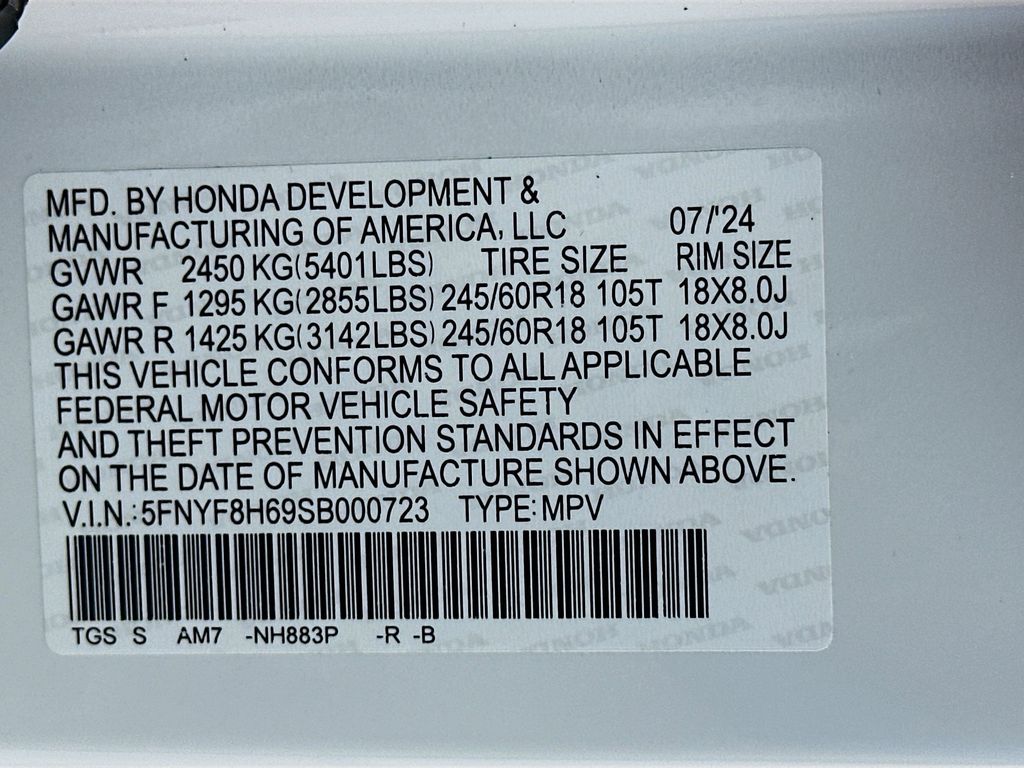 MFD. BY HONDA DEVELOPMENT &
MANUFACTURING OF AMERICA, LLC 07/'24
GVWR 2450 KG(5401LBS) TIRE SIZE RIM SIZE
GAWR F 1295 KG(2855LBS) 245/60R18 105T 18X8.0J
GAWR R 1425 KG(3142LBS) 245/60R18 105T 18X8.0J
THIS VEHICLE CONFORMS TO ALL APPLICABLE
FEDERAL MOTOR VEHICLE SAFETY
AND THEFT PREVENTION STANDARDS IN EFFECT
ON THE DATE OF MANUFACTURE SHOWN ABOVE.
V.I.N.:5FNYF8H69SB000723 TYPE:MPV
TGS S AM7 -NH883P -R -B